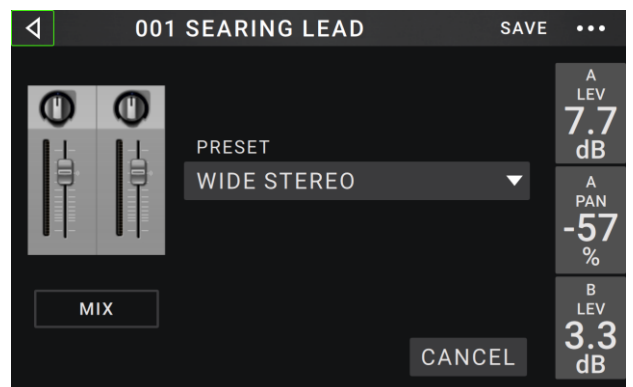 001 SEARING LEAD
SAVE
PRESET
WIDE STEREO
MIX
CANCEL
A
LEV
7.7
dB
A
PAN
-57
%
B
LEV
3.3
dB